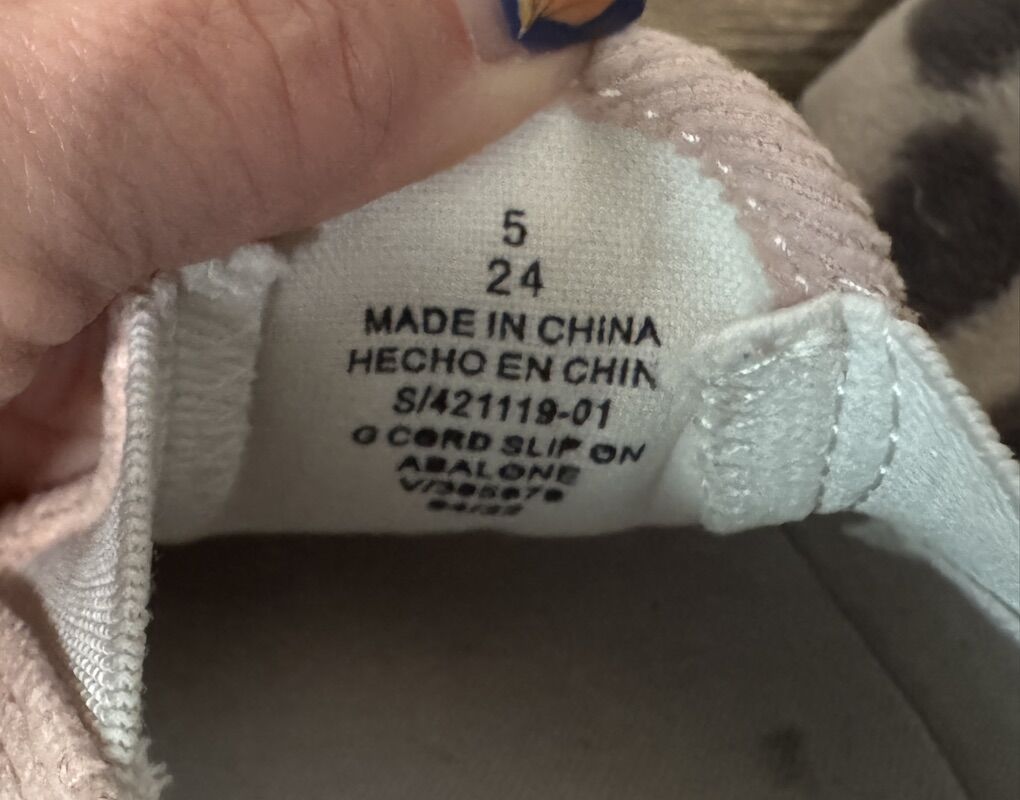 5
24
MADE IN CHINA
HECHO EN CHIN
S/421119-01
G CORD SLIP ON
ABALONE